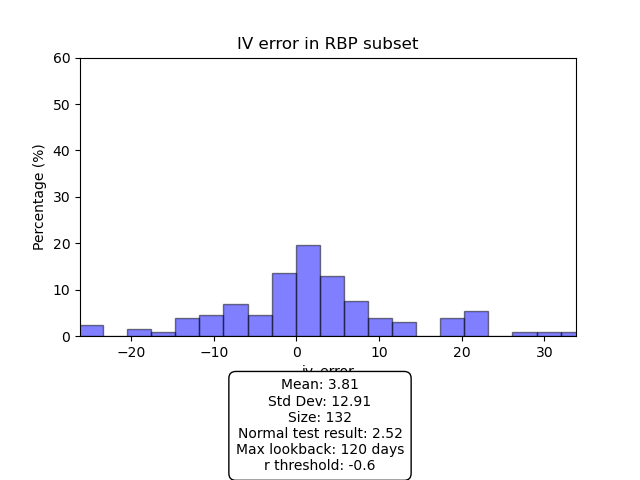 IV error in RBP subset
60
50
40
30
20
10
0
Percentage (%)
−20
−10
0
10
20
30
iv_error
Mean: 3.81
Std Dev: 12.91
Size: 132
Normal test result: 2.52
Max lookback: 120 days
r threshold: -0.6